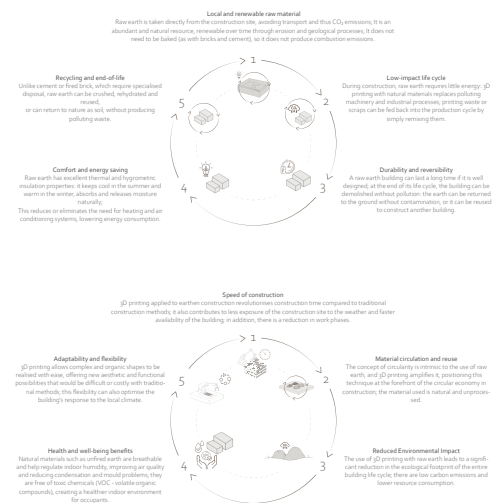 Local and renewable raw material
Raw earth is taken directly from the construction site, avoiding transport and thus CO₂ emissions; It is an
abundant and natural resource, renewable over time through erosion and geological processes, It does not
need to be baked (as with bricks and cement), so it does not produce combustion emissions.
1
Recycling and end-of-life
Unlike cement or fired brick, which require specialised
disposal, raw earth can be crushed, rehydrated and
reused,
or can return to nature as soil, without producing
polluting waste.
5
Low-impact life cycle
During construction, raw earth requires little energy: 3D
printing with natural materials replaces polluting
machinery and industrial processes; printing waste or
scraps can be fed back into the production cycle by
simply remixing them.
2
Comfort and energy saving
Raw earth has excellent thermal and hygrometric
insulation properties: it keeps cool in the summer and
warm in the winter, absorbs and releases moisture
naturally;
This reduces or eliminates the need for heating and air
conditioning systems, lowering energy consumption.
4
Durability and reversibility
A raw earth building can last a long time if it is well
designed; at the end of its life cycle, the building can be
demolished without pollution: the earth can be returned
to the ground without contamination, or it can be reused
to construct another building.
3
Speed of construction
3D printing applied to earthen construction revolutionises construction time compared to traditional
construction methods; it also contributes to less exposure of the construction site to the weather and faster
availability of the building; in addition, there is a reduction in work phases.
1
Adaptability and flexibility
3D printing allows complex and organic shapes to be
realised with ease, offering new aesthetic and functional
possibilities that would be difficult or costly with traditio-
nal methods; this flexibility can also optimise the
building's response to the local climate.
5
Material circulation and reuse
The concept of circularity is intrinsic to the use of raw
earth, and 3D printing amplifies it, positioning this
technique at the forefront of the circular economy in
construction; the material used is natural and unproces-
sed.
2
Health and well-being benefits
Natural materials such as unfired earth are breathable
and help regulate indoor humidity, improving air quality
and reducing condensation and mould problems; they
are free of toxic chemicals (VOC - volatile organic
compounds), creating a healthier indoor environment
for occupants.
4
Reduced Environmental Impact
The use of 3D printing with raw earth leads to a signifi-
cant reduction in the ecological footprint of the entire
building life cycle; there are low carbon emissions and
lower resource consumption.
3